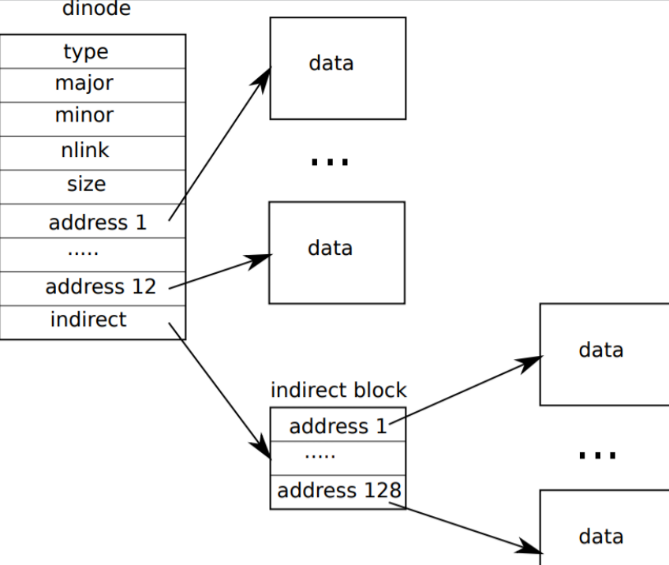 dinode
type
major
minor
nlink
size
address 1
.....
address 12
indirect
data
...
data
indirect block
address 1
.....
address 128
data
...
data